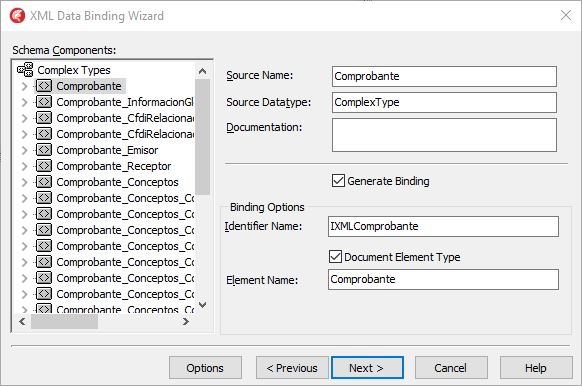 XML Data Binding Wizard
Schema Components:
Complex Types
Comprobante
Comprobante_InformacionGl
Comprobante_CfdiRelacionad
Comprobante_CfdiRelacionad
Comprobante_Emisor
Comprobante_Receptor
Comprobante_Conceptos
Comprobante_Conceptos_Co
Comprobante_Conceptos_Co
Comprobante_Conceptos_Co
Comprobante_Conceptos_Co
Comprobante_Conceptos_Co
Comprobante_Conceptos_Co
Comprobante_Conceptos_Co
Comprobante_Conceptos_Co
Source Name:
Comprobante
Source Datatype:
ComplexType
Documentation:
Generate Binding
Binding Options
Identifier Name:
IXMLComprobante
Document Element Type
Element Name:
Comprobante
Options
< Previous
Next >
Cancel
Help